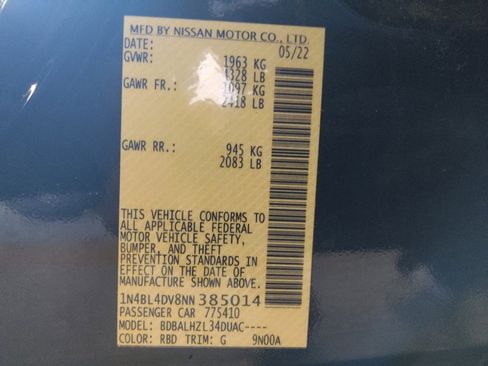 MFD BY NISSAN MOTOR CO., LTD.
DATE: 05/22
GVWR: 1963 KG
4328 LB
GAWR FR.: 1097 KG
2418 LB
GAWR RR.: 945 KG
2083 LB
THIS VEHICLE CONFORMS TO
ALL APPLICABLE FEDERAL
MOTOR VEHICLE SAFETY,
BUMPER, AND THEFT
PREVENTION STANDARDS IN
EFFECT ON THE DATE OF
MANUFACTURE SHOWN ABOVE.
1N4BL4DV8NN385014
PASSENGER CAR 775410
MODEL: BDBALHZL34DUAC----
COLOR: RBD TRIM: G 9N00A